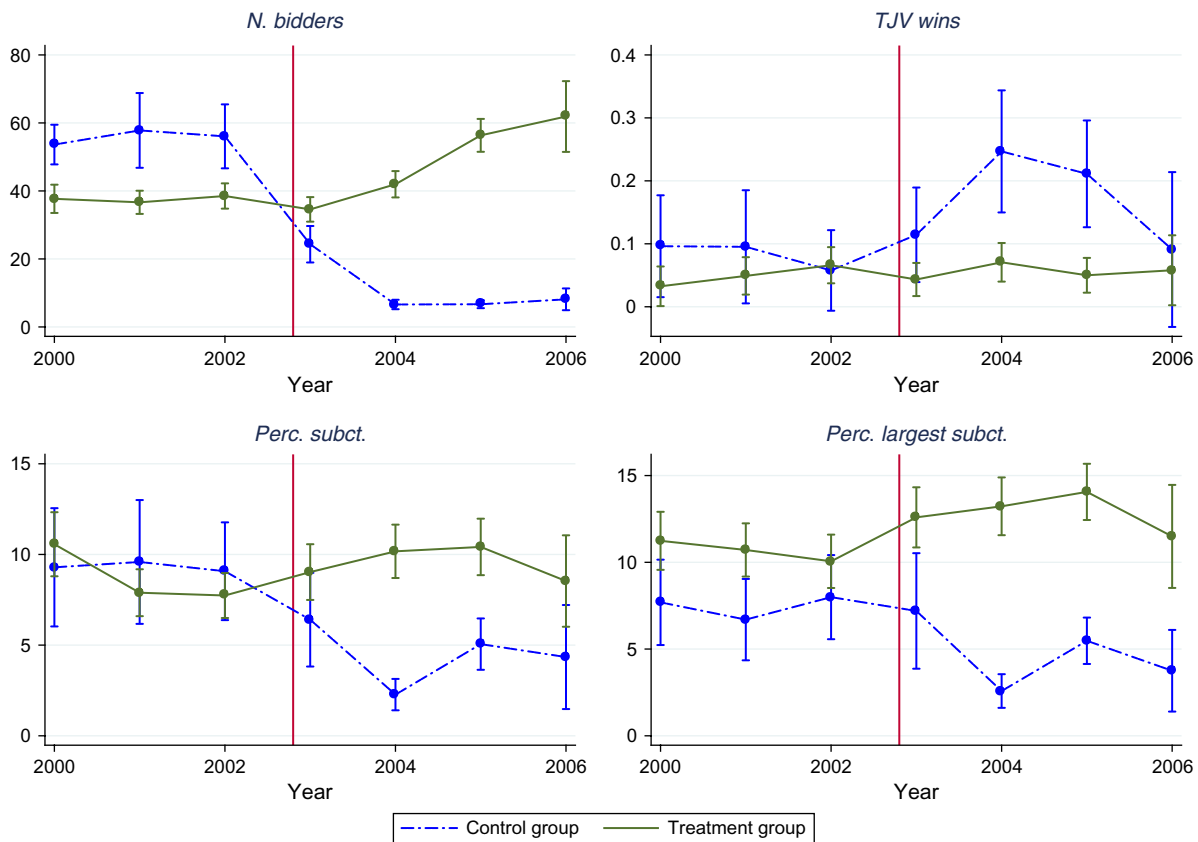 N. bidders
TJV wins
80
60
40
20
0
2000 2002 2004 2006
Year
0.4
0.3
0.2
0.1
0
2000 2002 2004 2006
Year
Perc. subct.
Perc. largest subct.
15
10
5
0
2000 2002 2004 2006
Year
15
10
5
0
2000 2002 2004 2006
Year
Control group Treatment group